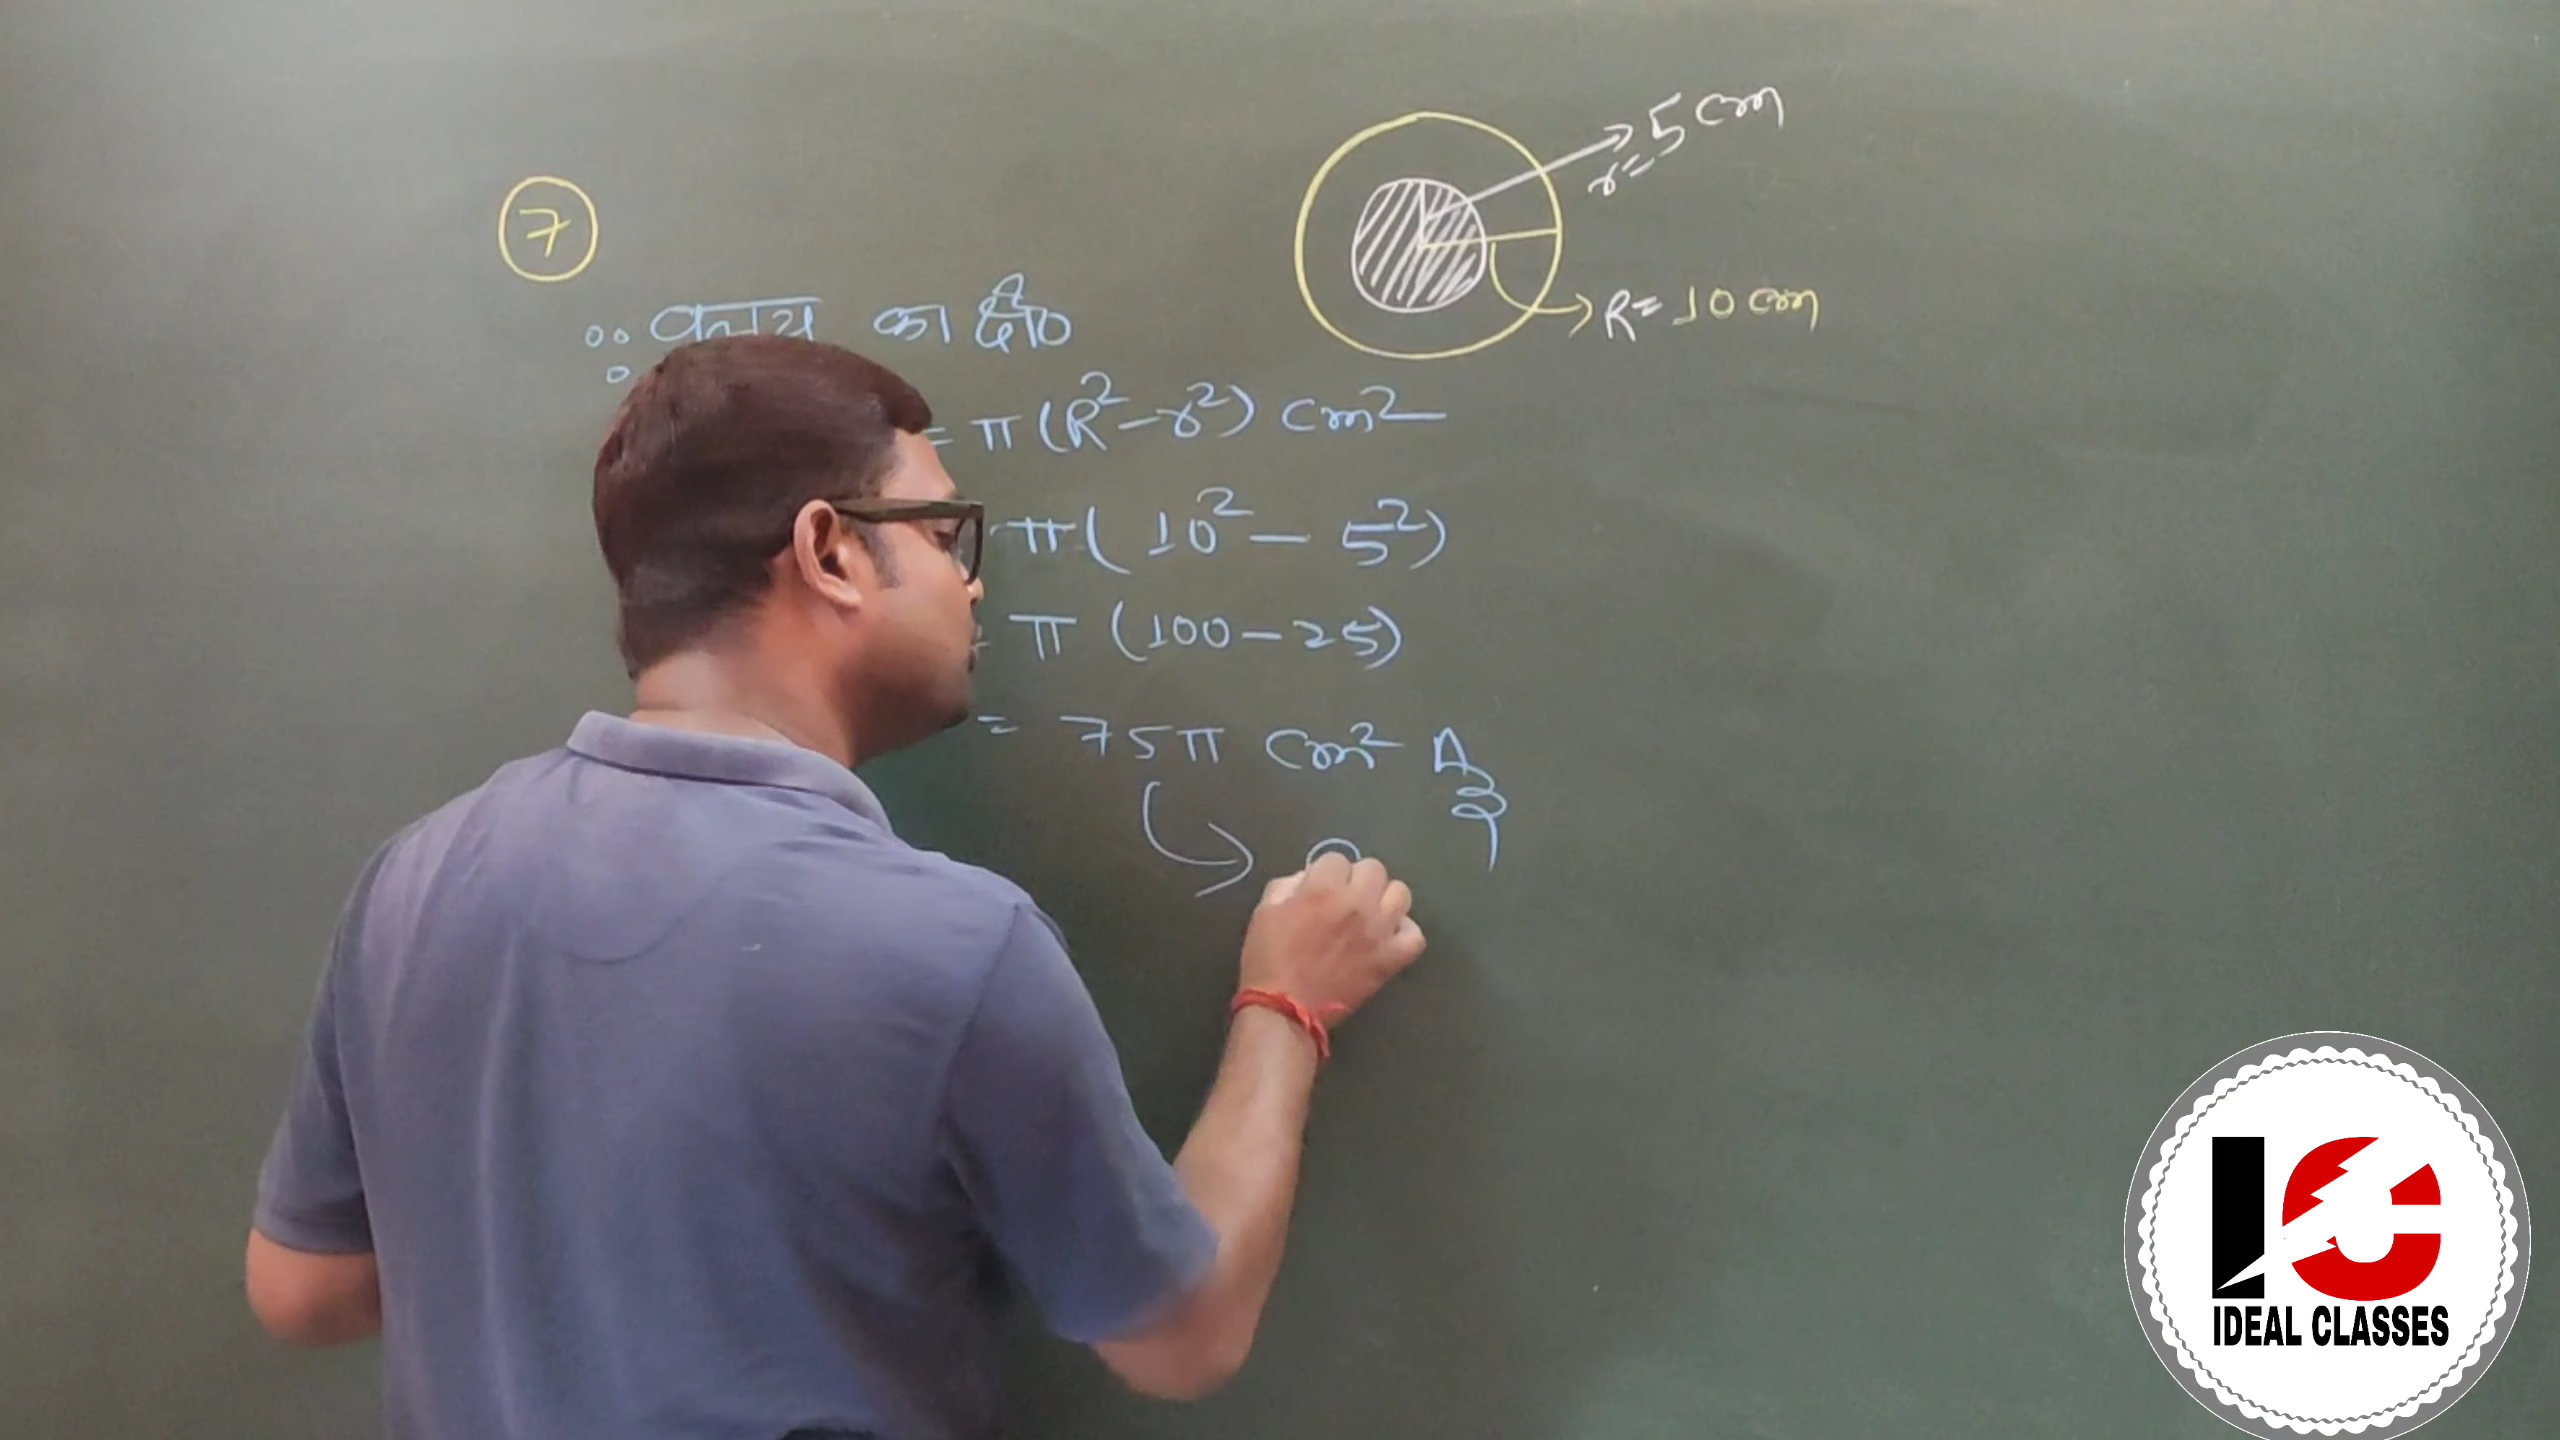 7
r = 5 cm
R = 10 cm
∴ वलय का क्षे०
= π (R² – r²) cm²
π ( 10² – 5²)
= π (100 – 25)
= 75π cm² Ans
IC
IDEAL CLASSES